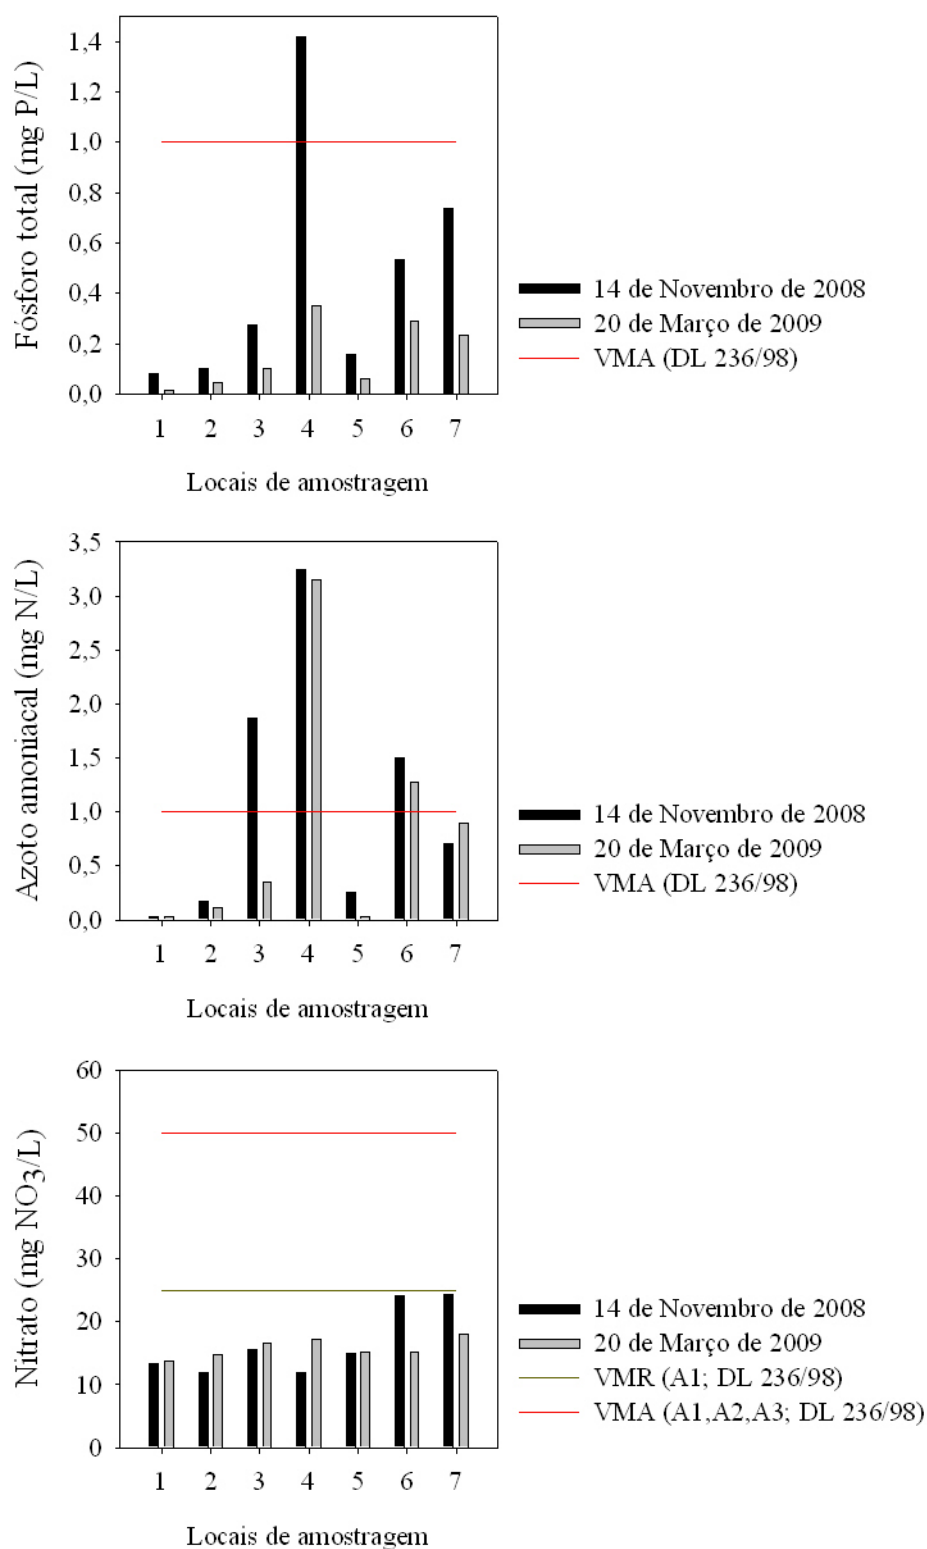 Fósforo total (mg P/L)
1,4
1,2
1,0
0,8
0,6
0,4
0,2
0,0
1 2 3 4 5 6 7
Locais de amostragem
14 de Novembro de 2008
20 de Março de 2009
VMA (DL 236/98)
Azoto amoniacal (mg N/L)
3,5
3,0
2,5
2,0
1,5
1,0
0,5
0,0
1 2 3 4 5 6 7
Locais de amostragem
14 de Novembro de 2008
20 de Março de 2009
VMA (DL 236/98)
Nitrato (mg NO3/L)
60
50
40
30
20
10
0
1 2 3 4 5 6 7
Locais de amostragem
14 de Novembro de 2008
20 de Março de 2009
VMR (A1; DL 236/98)
VMA (A1,A2,A3; DL 236/98)